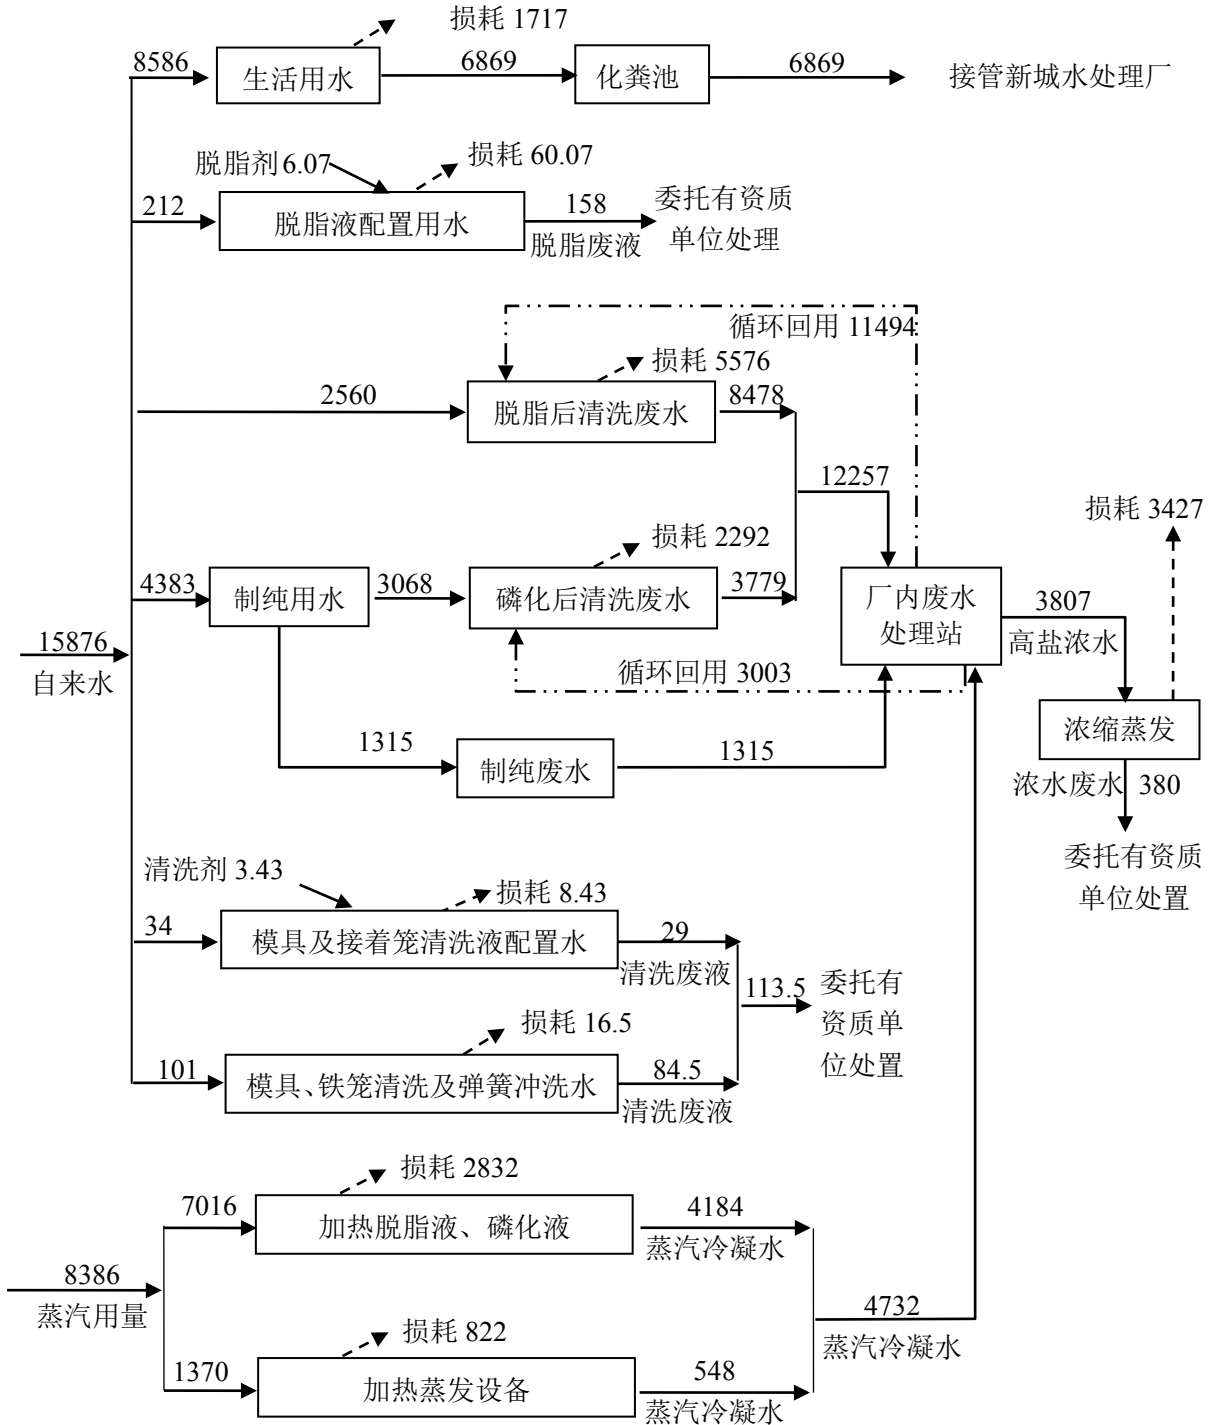 损耗 1717
8586
生活用水
6869
化粪池
6869
接管新城水处理厂
脱脂剂 6.07
损耗 60.07
212
脱脂液配置用水
158
脱脂废液
委托有资质
单位处理
循环回用 11494
损耗 5576
2560
脱脂后清洗废水
8478
12257
损耗 3427
损耗 2292
4383
制纯用水
3068
磷化后清洗废水
3779
厂内废水
处理站
3807
高盐浓水
15876
自来水
循环回用 3003
浓缩蒸发
1315
制纯废水
1315
浓水废水
380
委托有资质
单位处置
清洗剂 3.43
损耗 8.43
34
模具及接着笼清洗液配置水
29
清洗废液
113.5
委托有
资质单
位处置
损耗 16.5
101
模具、铁笼清洗及弹簧冲洗水
84.5
清洗废液
损耗 2832
7016
加热脱脂液、磷化液
4184
蒸汽冷凝水
8386
蒸汽用量
4732
蒸汽冷凝水
损耗 822
1370
加热蒸发设备
548
蒸汽冷凝水